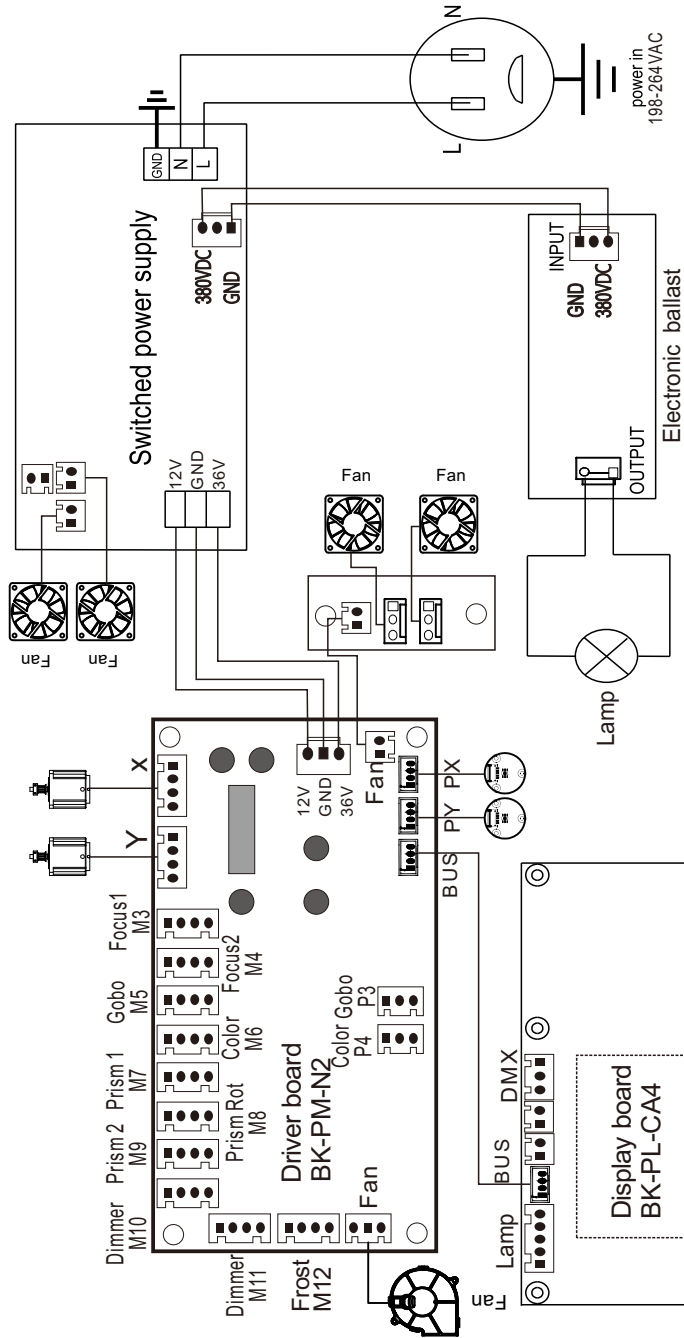 N
L
power in
198-264VAC
GND
N
L
Switched power supply
380VDC
GND
12V
GND
36V
Fan
Fan
INPUT
GND
380VDC
OUTPUT
Electronic ballast
Lamp
Fan
Fan
X
Y
Focus1
M3
Focus2
M4
Gobo
M5
Color
M6
Prism 1
M7
Prism Rot
M8
Prism 2
M9
Dimmer
M10
Dimmer
M11
Frost
M12
Fan
Fan
Driver board
BK-PM-N2
Color
P4
Gobo
P3
12V
GND
36V
Fan
BUS
PY
PX
Lamp
BUS
DMX
Display board
BK-PL-CA4